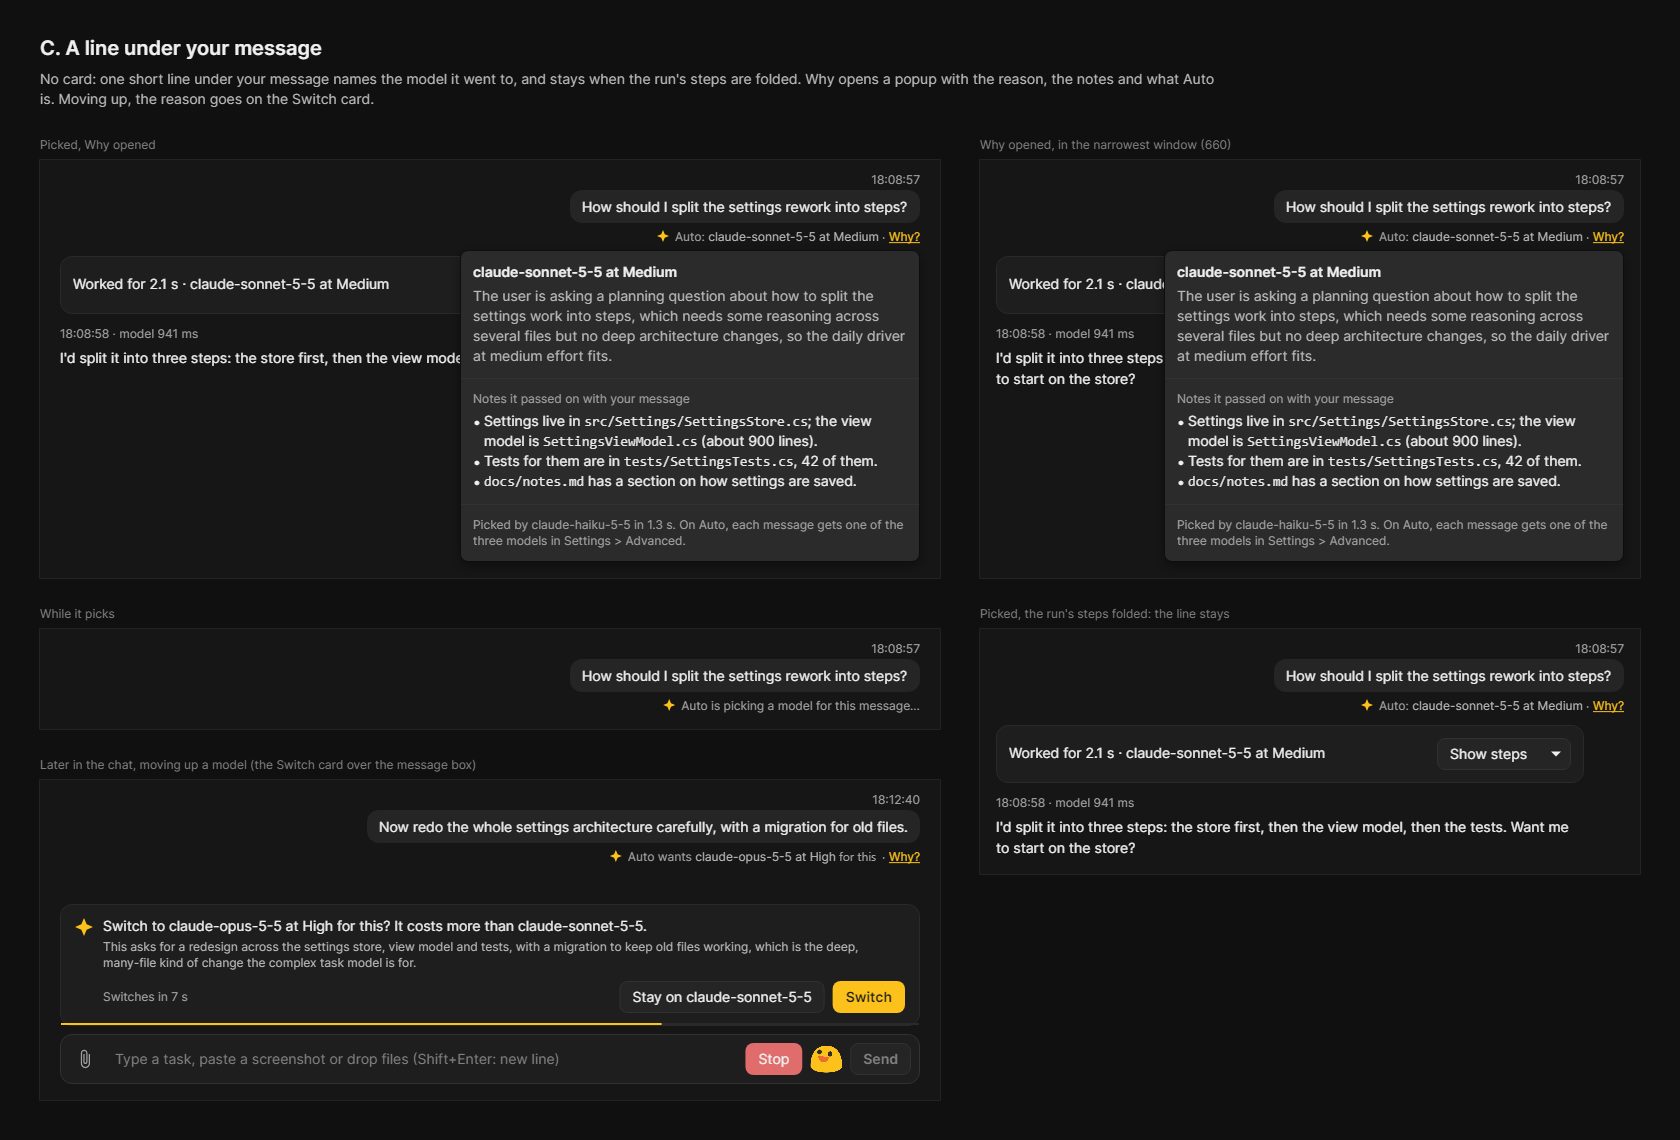 C. A line under your message
No card: one short line under your message names the model it went to, and stays when the run's steps are folded. Why opens a popup with the reason, the notes and what Auto
is. Moving up, the reason goes on the Switch card.
Picked, Why opened
18:08:57
How should I split the settings rework into steps?
Auto: claude-sonnet-5-5 at Medium · Why?
Worked for 2.1 s · claude-sonnet-5-5 at Medium
18:08:58 · model 941 ms
I'd split it into three steps: the store first, then the view mode
claude-sonnet-5-5 at Medium
The user is asking a planning question about how to split the
settings work into steps, which needs some reasoning across
several files but no deep architecture changes, so the daily driver
at medium effort fits.
Notes it passed on with your message
• Settings live in src/Settings/SettingsStore.cs; the view
model is SettingsViewModel.cs (about 900 lines).
• Tests for them are in tests/SettingsTests.cs, 42 of them.
• docs/notes.md has a section on how settings are saved.
Picked by claude-haiku-5-5 in 1.3 s. On Auto, each message gets one of the
three models in Settings > Advanced.
Why opened, in the narrowest window (660)
18:08:57
How should I split the settings rework into steps?
Auto: claude-sonnet-5-5 at Medium · Why?
Worked for 2.1 s · claud
18:08:58 · model 941 ms
I'd split it into three steps
to start on the store?
claude-sonnet-5-5 at Medium
The user is asking a planning question about how to split the
settings work into steps, which needs some reasoning across
several files but no deep architecture changes, so the daily driver
at medium effort fits.
Notes it passed on with your message
• Settings live in src/Settings/SettingsStore.cs; the view
model is SettingsViewModel.cs (about 900 lines).
• Tests for them are in tests/SettingsTests.cs, 42 of them.
• docs/notes.md has a section on how settings are saved.
Picked by claude-haiku-5-5 in 1.3 s. On Auto, each message gets one of the
three models in Settings > Advanced.
While it picks
18:08:57
How should I split the settings rework into steps?
Auto is picking a model for this message...
Picked, the run's steps folded: the line stays
18:08:57
How should I split the settings rework into steps?
Auto: claude-sonnet-5-5 at Medium · Why?
Worked for 2.1 s · claude-sonnet-5-5 at Medium
Show steps
18:08:58 · model 941 ms
I'd split it into three steps: the store first, then the view model, then the tests. Want me
to start on the store?
Later in the chat, moving up a model (the Switch card over the message box)
18:12:40
Now redo the whole settings architecture carefully, with a migration for old files.
Auto wants claude-opus-5-5 at High for this · Why?
Switch to claude-opus-5-5 at High for this? It costs more than claude-sonnet-5-5.
This asks for a redesign across the settings store, view model and tests, with a migration to keep old files working, which is the deep,
many-file kind of change the complex task model is for.
Switches in 7 s
Stay on claude-sonnet-5-5
Switch
Type a task, paste a screenshot or drop files (Shift+Enter: new line)
Stop
Send